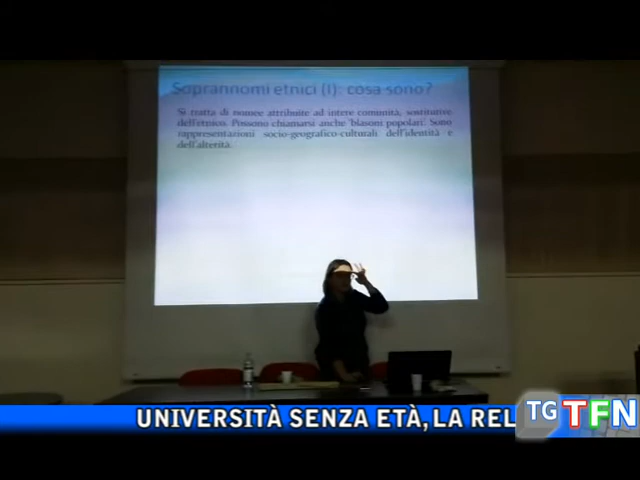 Soprannomi etnici (I): cosa sono?
Si tratta di nomee attribuite ad intere comunità, sostitutive
dell'etnico. Possono chiamarsi anche 'blasoni popolari'. Sono
rappresentazioni socio-geografico-culturali dell'identità e
dell'alterità.
UNIVERSITÀ SENZA ETÀ, LA REL
TG TFN